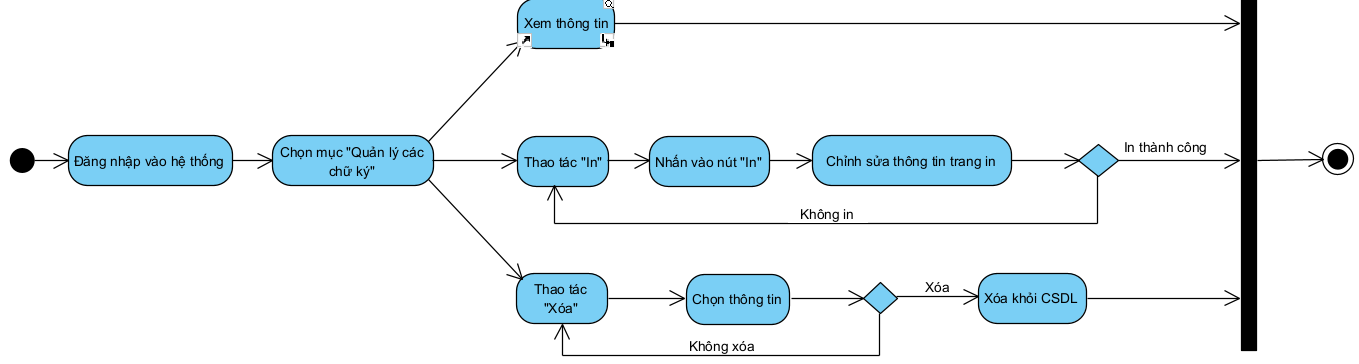 Xem thông tin
Đăng nhập vào hệ thống
Chọn mục "Quản lý các
chữ ký"
Thao tác "In"
Nhấn vào nút "In"
Chỉnh sửa thông tin trang in
In thành công
Không in
Thao tác
"Xóa"
Chọn thông tin
Xóa
Xóa khỏi CSDL
Không xóa